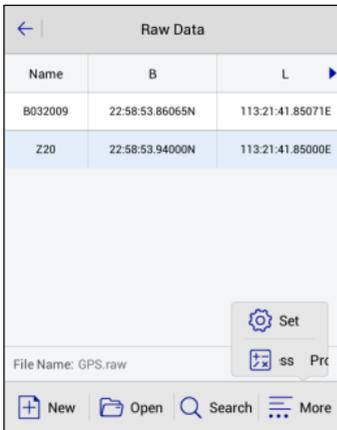 Raw Data
Name B L
B032009 22:58:53.86065N 113:21:41.85071E
Z20 22:58:53.94000N 113:21:41.85000E
Set
ss Pro
File Name: GPS.raw
New Open Search More